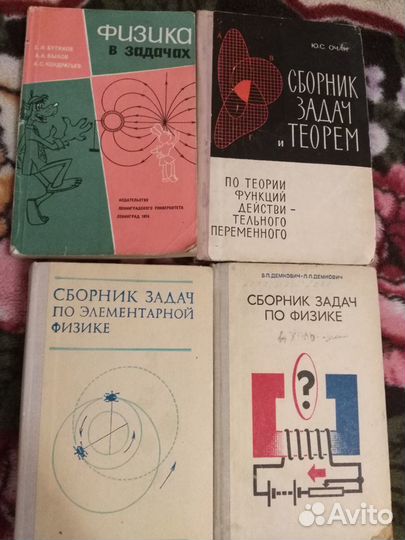 ФИЗИКА
В ЗАДАЧАХ
Е. И. БУТИКОВ
А. А. БЫКОВ
А. С. КОНДРАТЬЕВ
ИЗДАТЕЛЬСТВО
ЛЕНИНГРАДСКОГО УНИВЕРСИТЕТА
ЛЕНИНГРАД 1974
Ю.С. ОЧАН
A
B
СБОРНИК
ЗАДАЧ
И
ТЕОРЕМ
ПО ТЕОРИИ
ФУНКЦИЙ
ДЕЙСТВИ-
ТЕЛЬНОГО
ПЕРЕМЕННОГО
СБОРНИК ЗАДАЧ
ПО ЭЛЕМЕНТАРНОЙ
ФИЗИКЕ
В.П.ДЕМКОВИЧ•Л.П.ДЕМКОВИЧ
СБОРНИК ЗАДАЧ
ПО ФИЗИКЕ
?
Avito